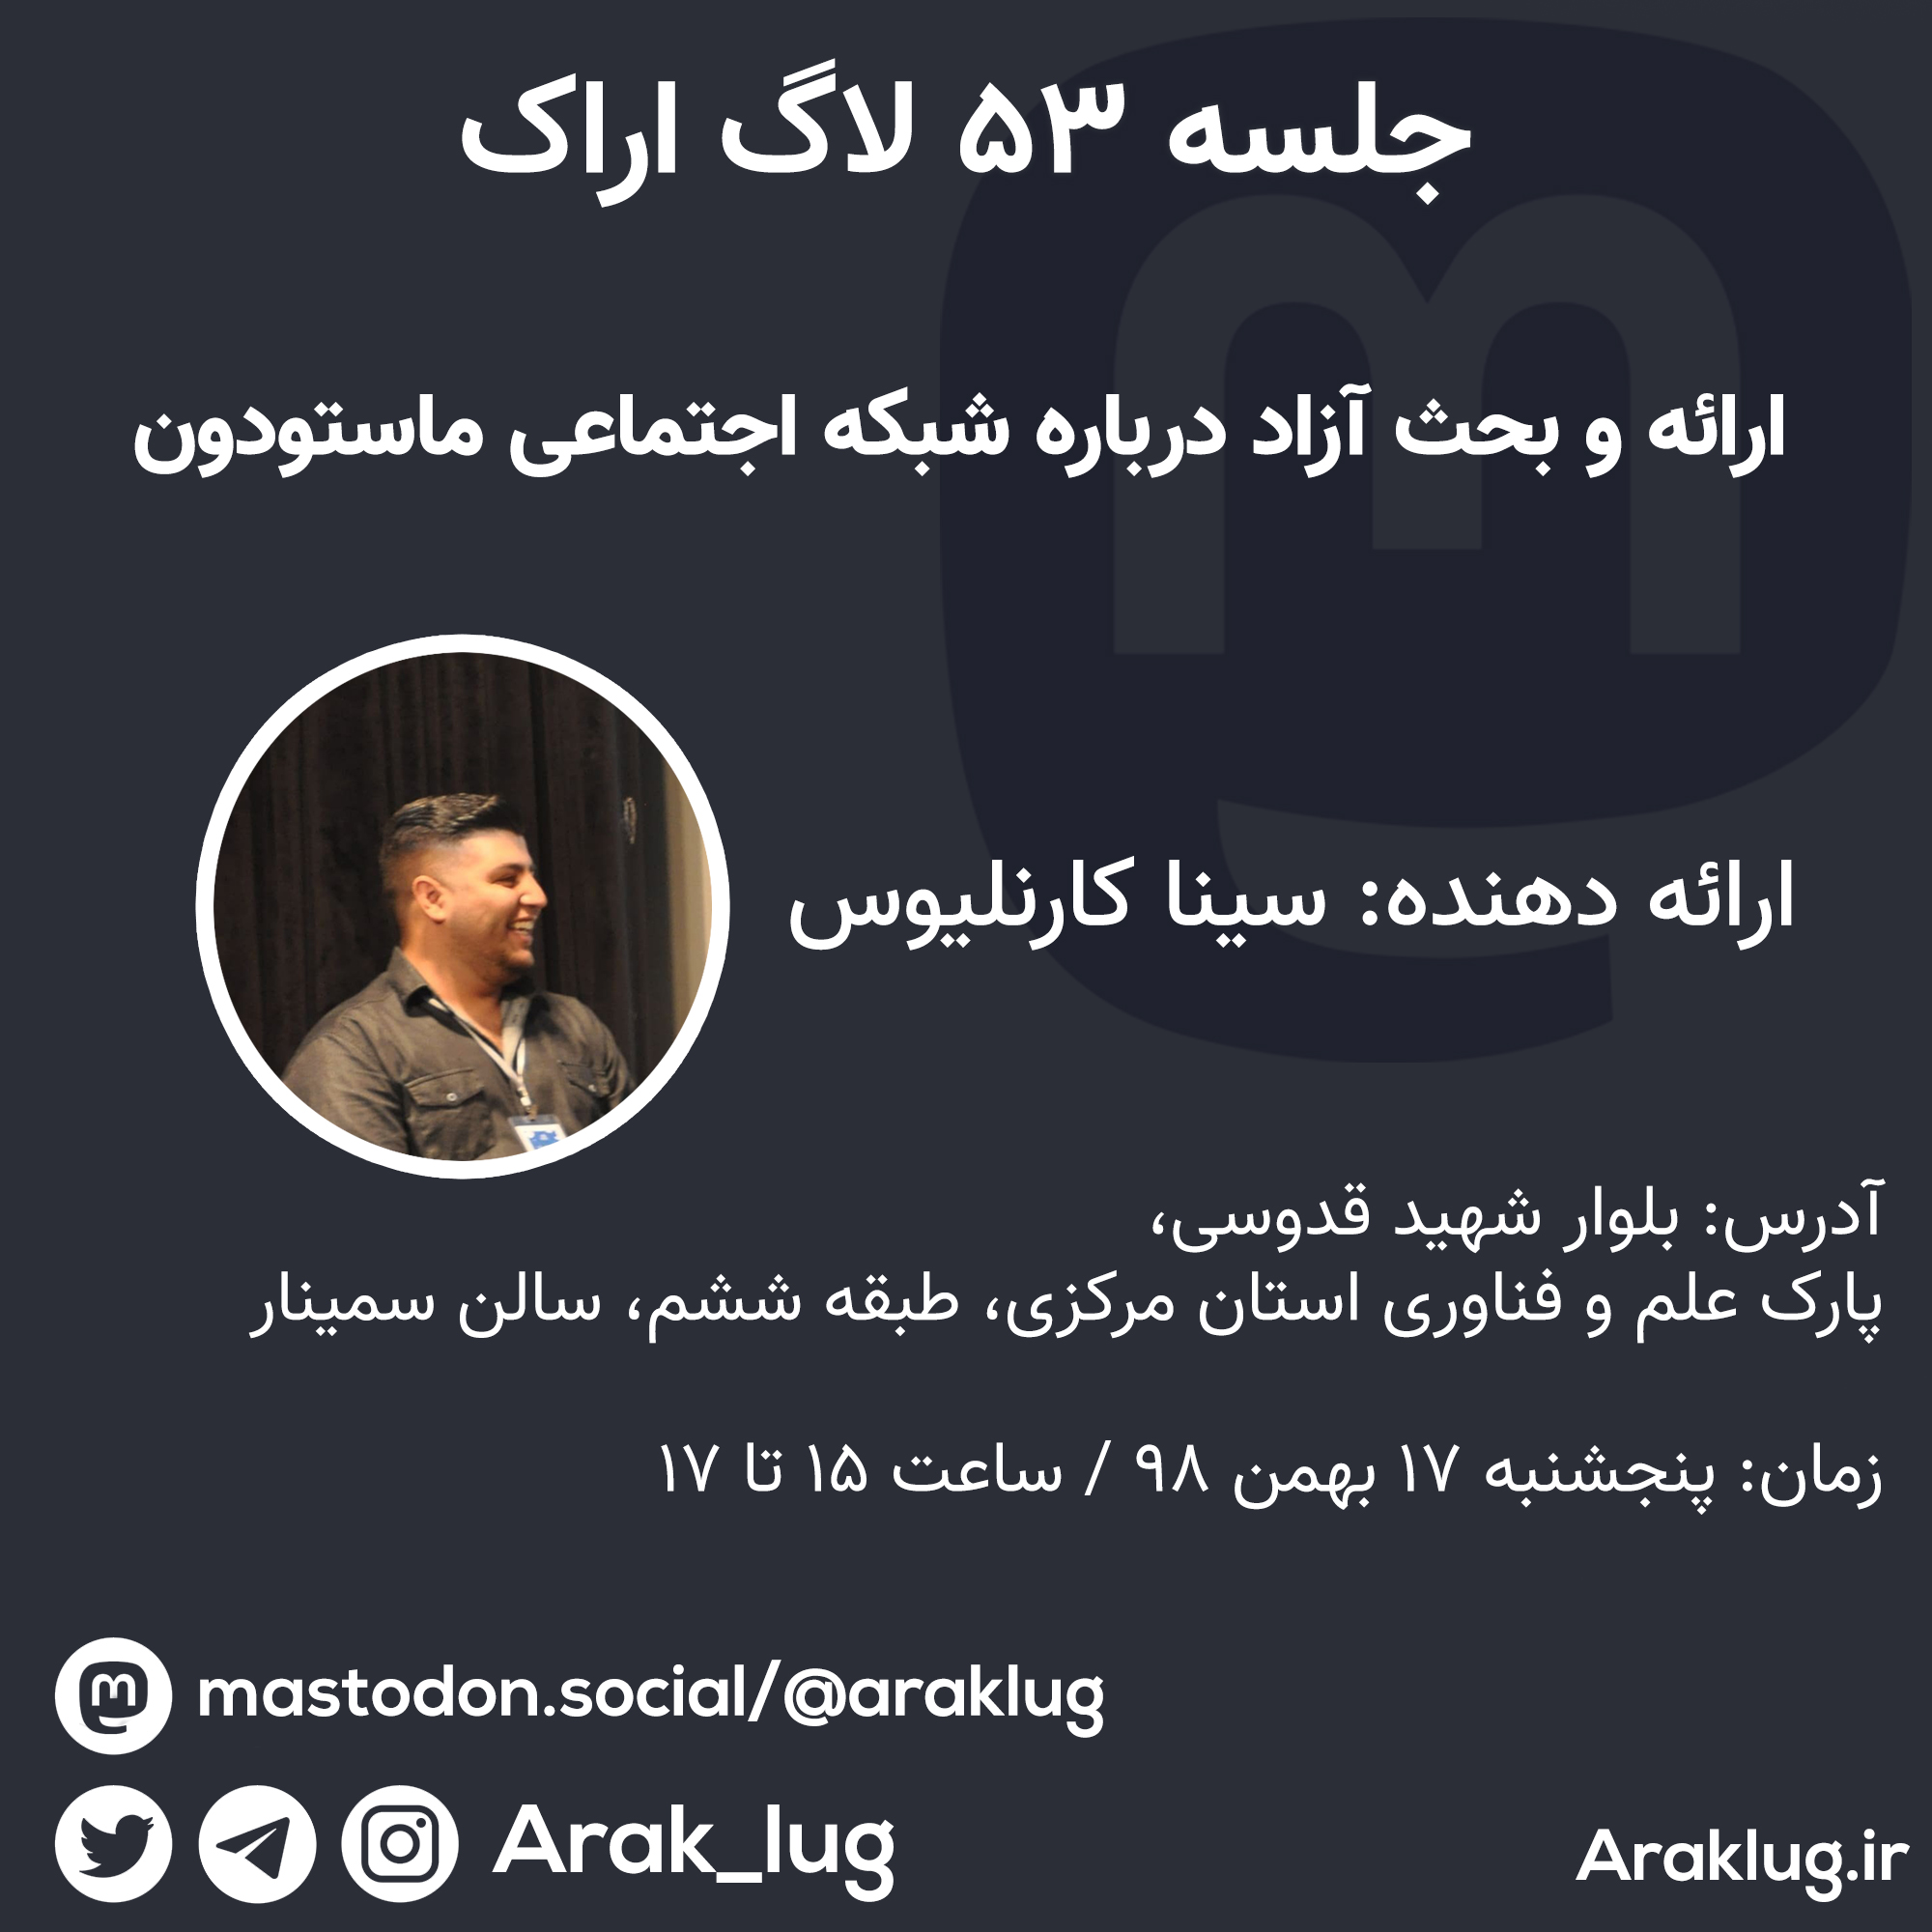 جلسه ۵۳ لاگ اراک
ارائه و بحث آزاد درباره شبکه اجتماعی ماستودون
ارائه دهنده: سینا کارنلیوس
آدرس: بلوار شهید قدوسی،
پارک علم و فناوری استان مرکزی، طبقه ششم، سالن سمینار
زمان: پنجشنبه ۱۷ بهمن ۹۸ / ساعت ۱۵ تا ۱۷
mastodon.social/@araklug
Arak_lug
Araklug.ir